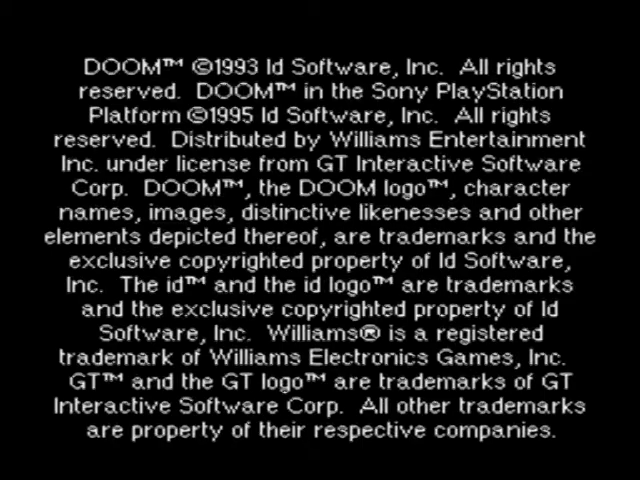 DOOM™ ©1993 Id Software, Inc.  All rights
reserved.  DOOM™ in the Sony PlayStation
Platform ©1995 Id Software, Inc.  All rights
reserved.  Distributed by Williams Entertainment
Inc. under license from GT Interactive Software
Corp.  DOOM™, the DOOM logo™, character
names, images, distinctive likenesses and other
elements depicted thereof, are trademarks and the
exclusive copyrighted property of Id Software,
Inc.  The id™ and the id logo™ are trademarks
and the exclusive copyrighted property of Id
Software, Inc.  Williams® is a registered
trademark of Williams Electronics Games, Inc.
GT™ and the GT logo™ are trademarks of GT
Interactive Software Corp.  All other trademarks
are property of their respective companies.